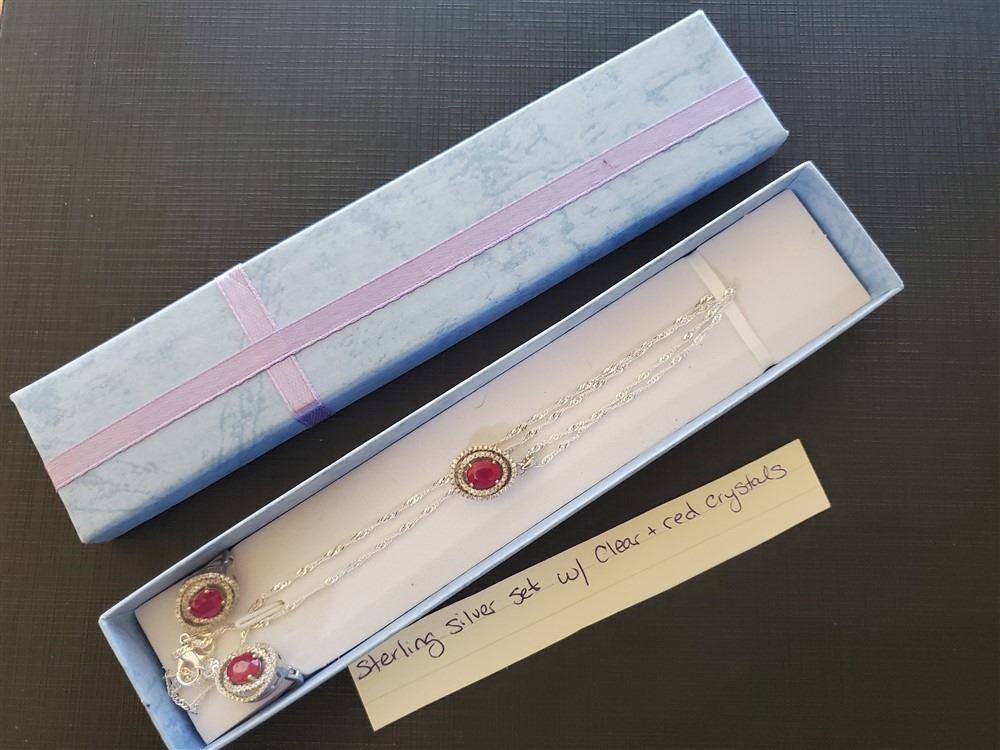 Sterling silver set w/ Clear + red crystals